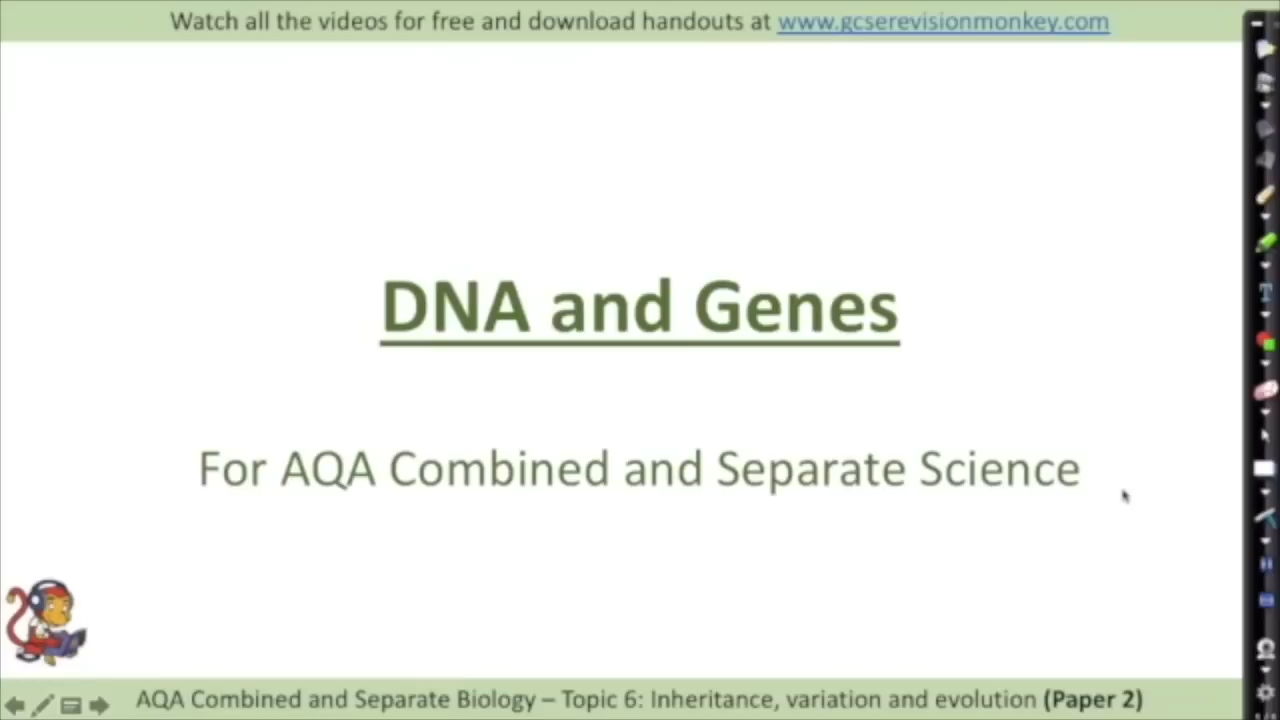 Watch all the videos for free and download handouts at www.gcserevisionmonkey.com
DNA and Genes
For AQA Combined and Separate Science
AQA Combined and Separate Biology – Topic 6: Inheritance, variation and evolution (Paper 2)